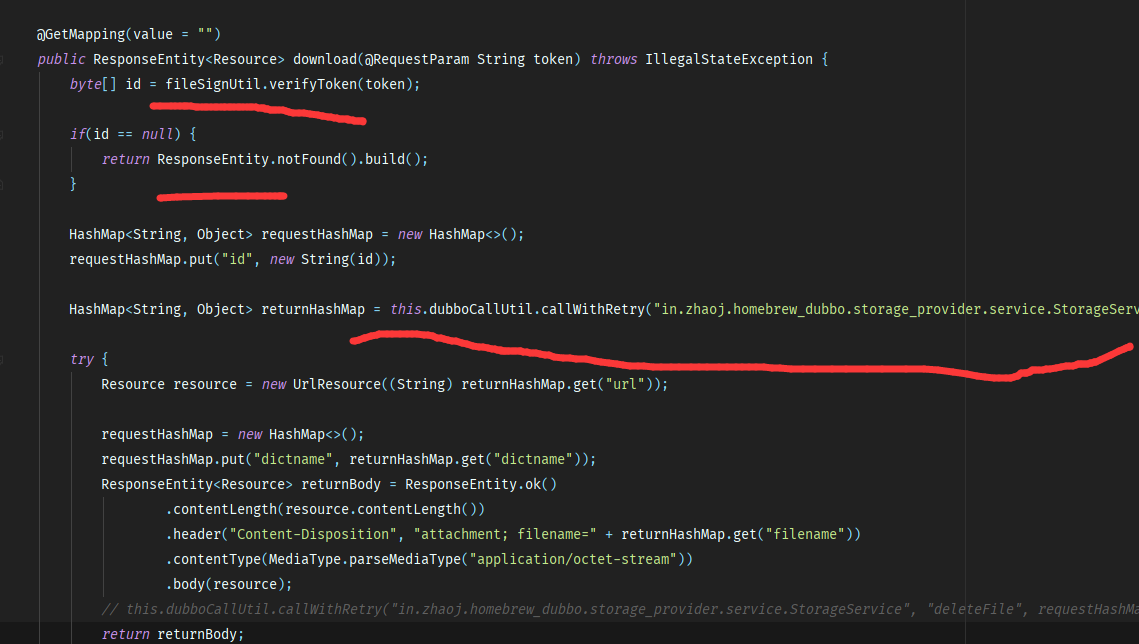 @GetMapping(value = "")
public ResponseEntity<Resource> download(@RequestParam String token) throws IllegalStateException {
byte[] id = fileSignUtil.verifyToken(token);
if(id == null) {
return ResponseEntity.notFound().build();
}
HashMap<String, Object> requestHashMap = new HashMap<>();
requestHashMap.put("id", new String(id));
HashMap<String, Object> returnHashMap = this.dubboCallUtil.callWithRetry("in.zhaoj.homebrew_dubbo.storage_provider.service.StorageServ
try {
Resource resource = new UrlResource((String) returnHashMap.get("url"));
requestHashMap = new HashMap<>();
requestHashMap.put("dictname", returnHashMap.get("dictname"));
ResponseEntity<Resource> returnBody = ResponseEntity.ok()
.contentLength(resource.contentLength())
.header("Content-Disposition", "attachment; filename=" + returnHashMap.get("filename"))
.contentType(MediaType.parseMediaType("application/octet-stream"))
.body(resource);
// this.dubboCallUtil.callWithRetry("in.zhaoj.homebrew_dubbo.storage_provider.service.StorageService", "deleteFile", requestHashMa
return returnBody;